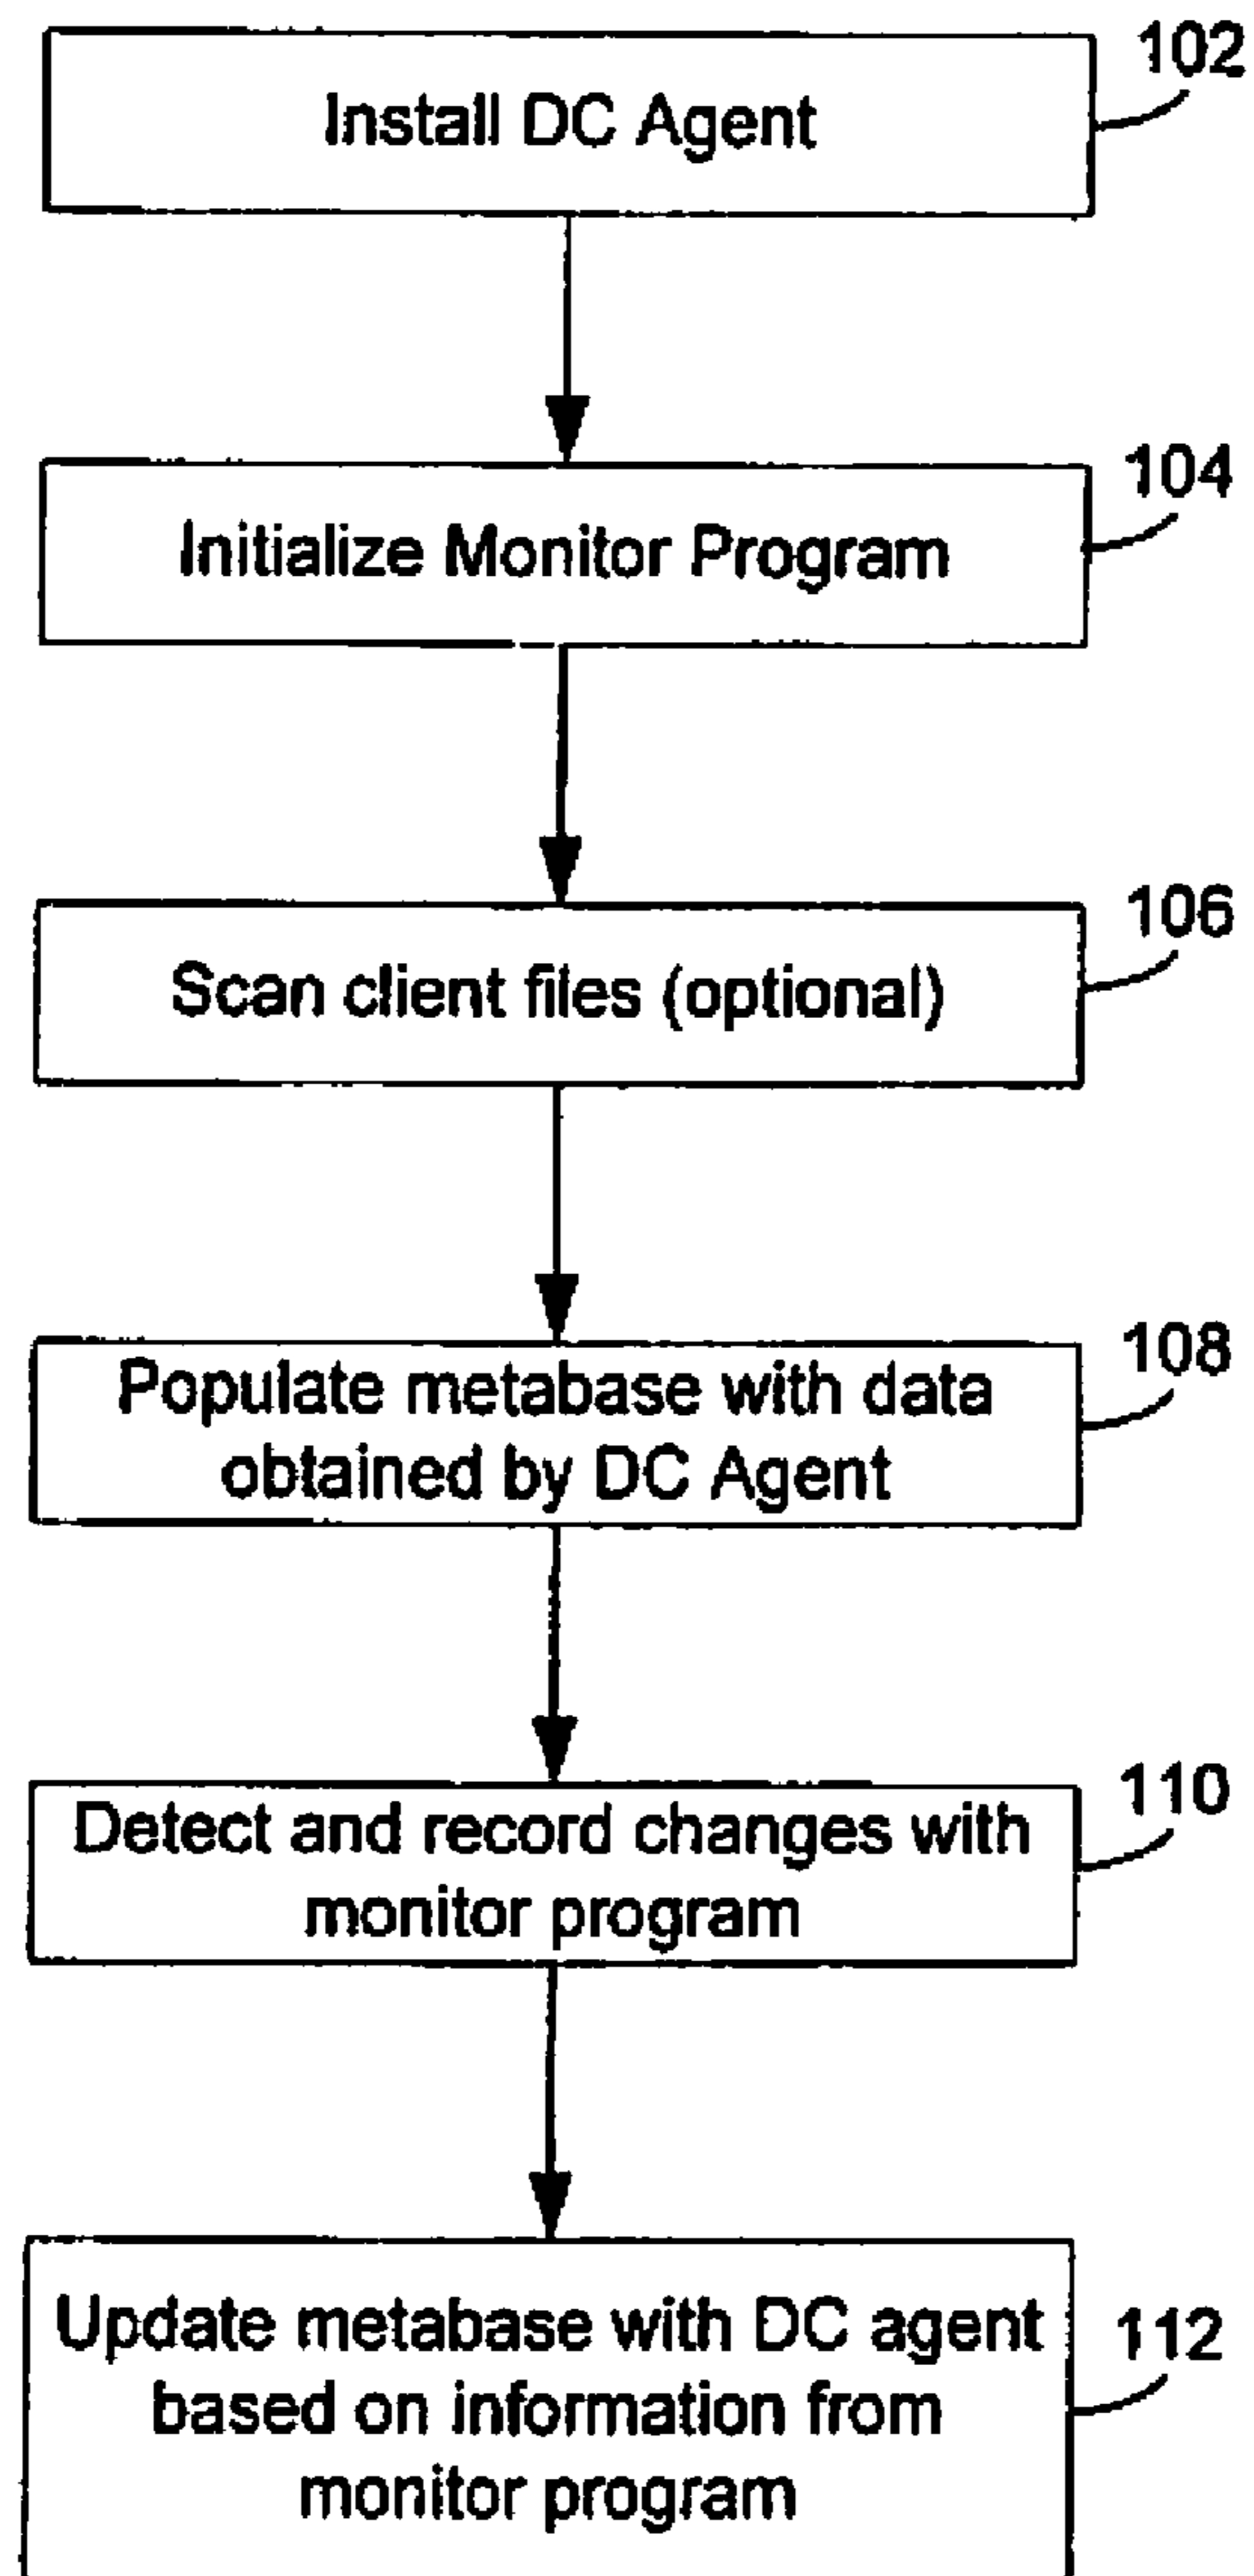 Install DC Agent
102
Initialize Monitor Program
104
Scan client files (optional)
106
Populate metabase with data
obtained by DC Agent
108
Detect and record changes with
monitor program
110
Update metabase with DC agent
based on information from
monitor program
112